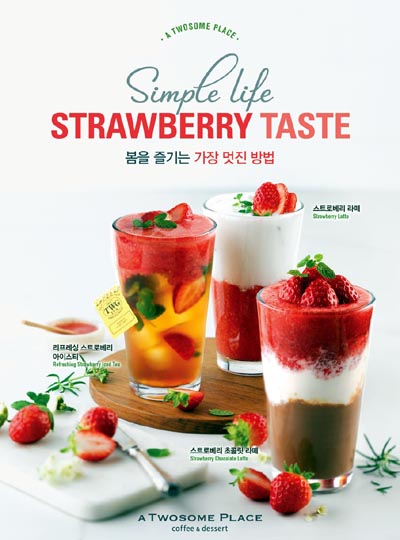 · A TWOSOME PLACE ·
Simple life
STRAWBERRY TASTE
봄을 즐기는 가장 멋진 방법
스트로베리 라떼
Strawberry Latte
TWG
리프레싱 스트로베리
아이스티
Refreshing Strawberry Iced Tea
스트로베리 초콜릿 라떼
Strawberry Chocolate Latte
A TWOSOME PLACE
coffee & dessert